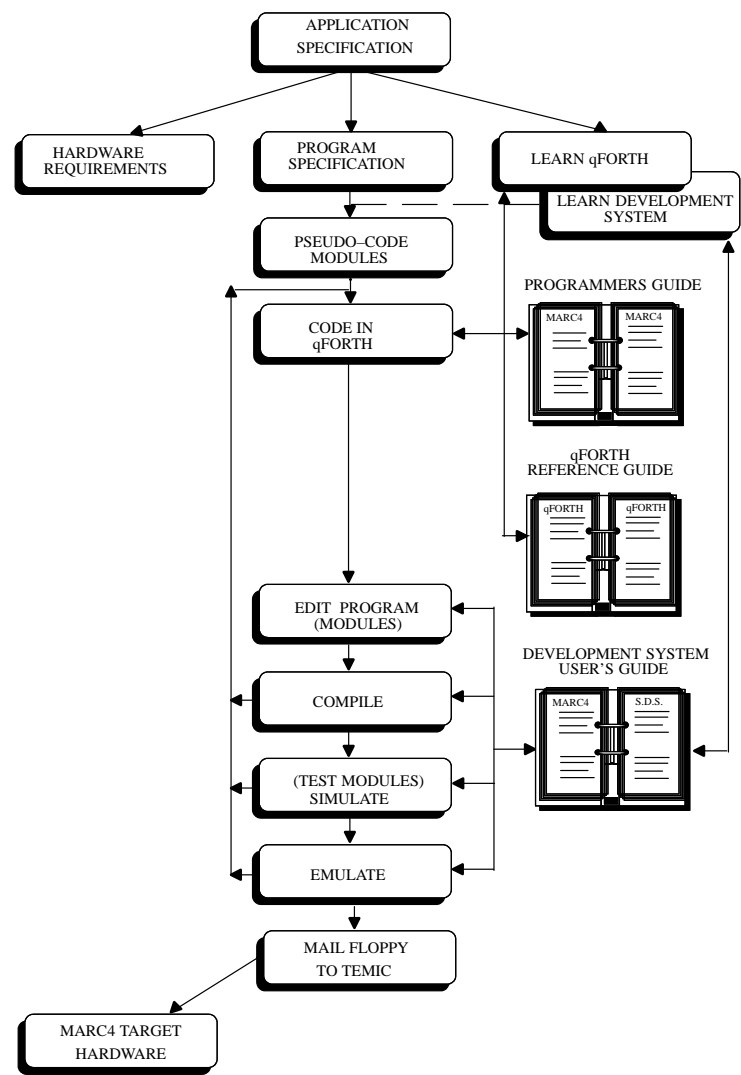 APPLICATION
SPECIFICATION
HARDWARE
REQUIREMENTS
PROGRAM
SPECIFICATION
LEARN qFORTH
LEARN DEVELOPMENT
SYSTEM
PSEUDO–CODE
MODULES
PROGRAMMERS GUIDE
CODE IN
qFORTH
MARC4
MARC4
qFORTH
REFERENCE GUIDE
qFORTH
qFORTH
EDIT PROGRAM
(MODULES)
DEVELOPMENT SYSTEM
USER'S GUIDE
COMPILE
MARC4
S.D.S.
(TEST MODULES)
SIMULATE
EMULATE
MAIL FLOPPY
TO TEMIC
MARC4 TARGET
HARDWARE